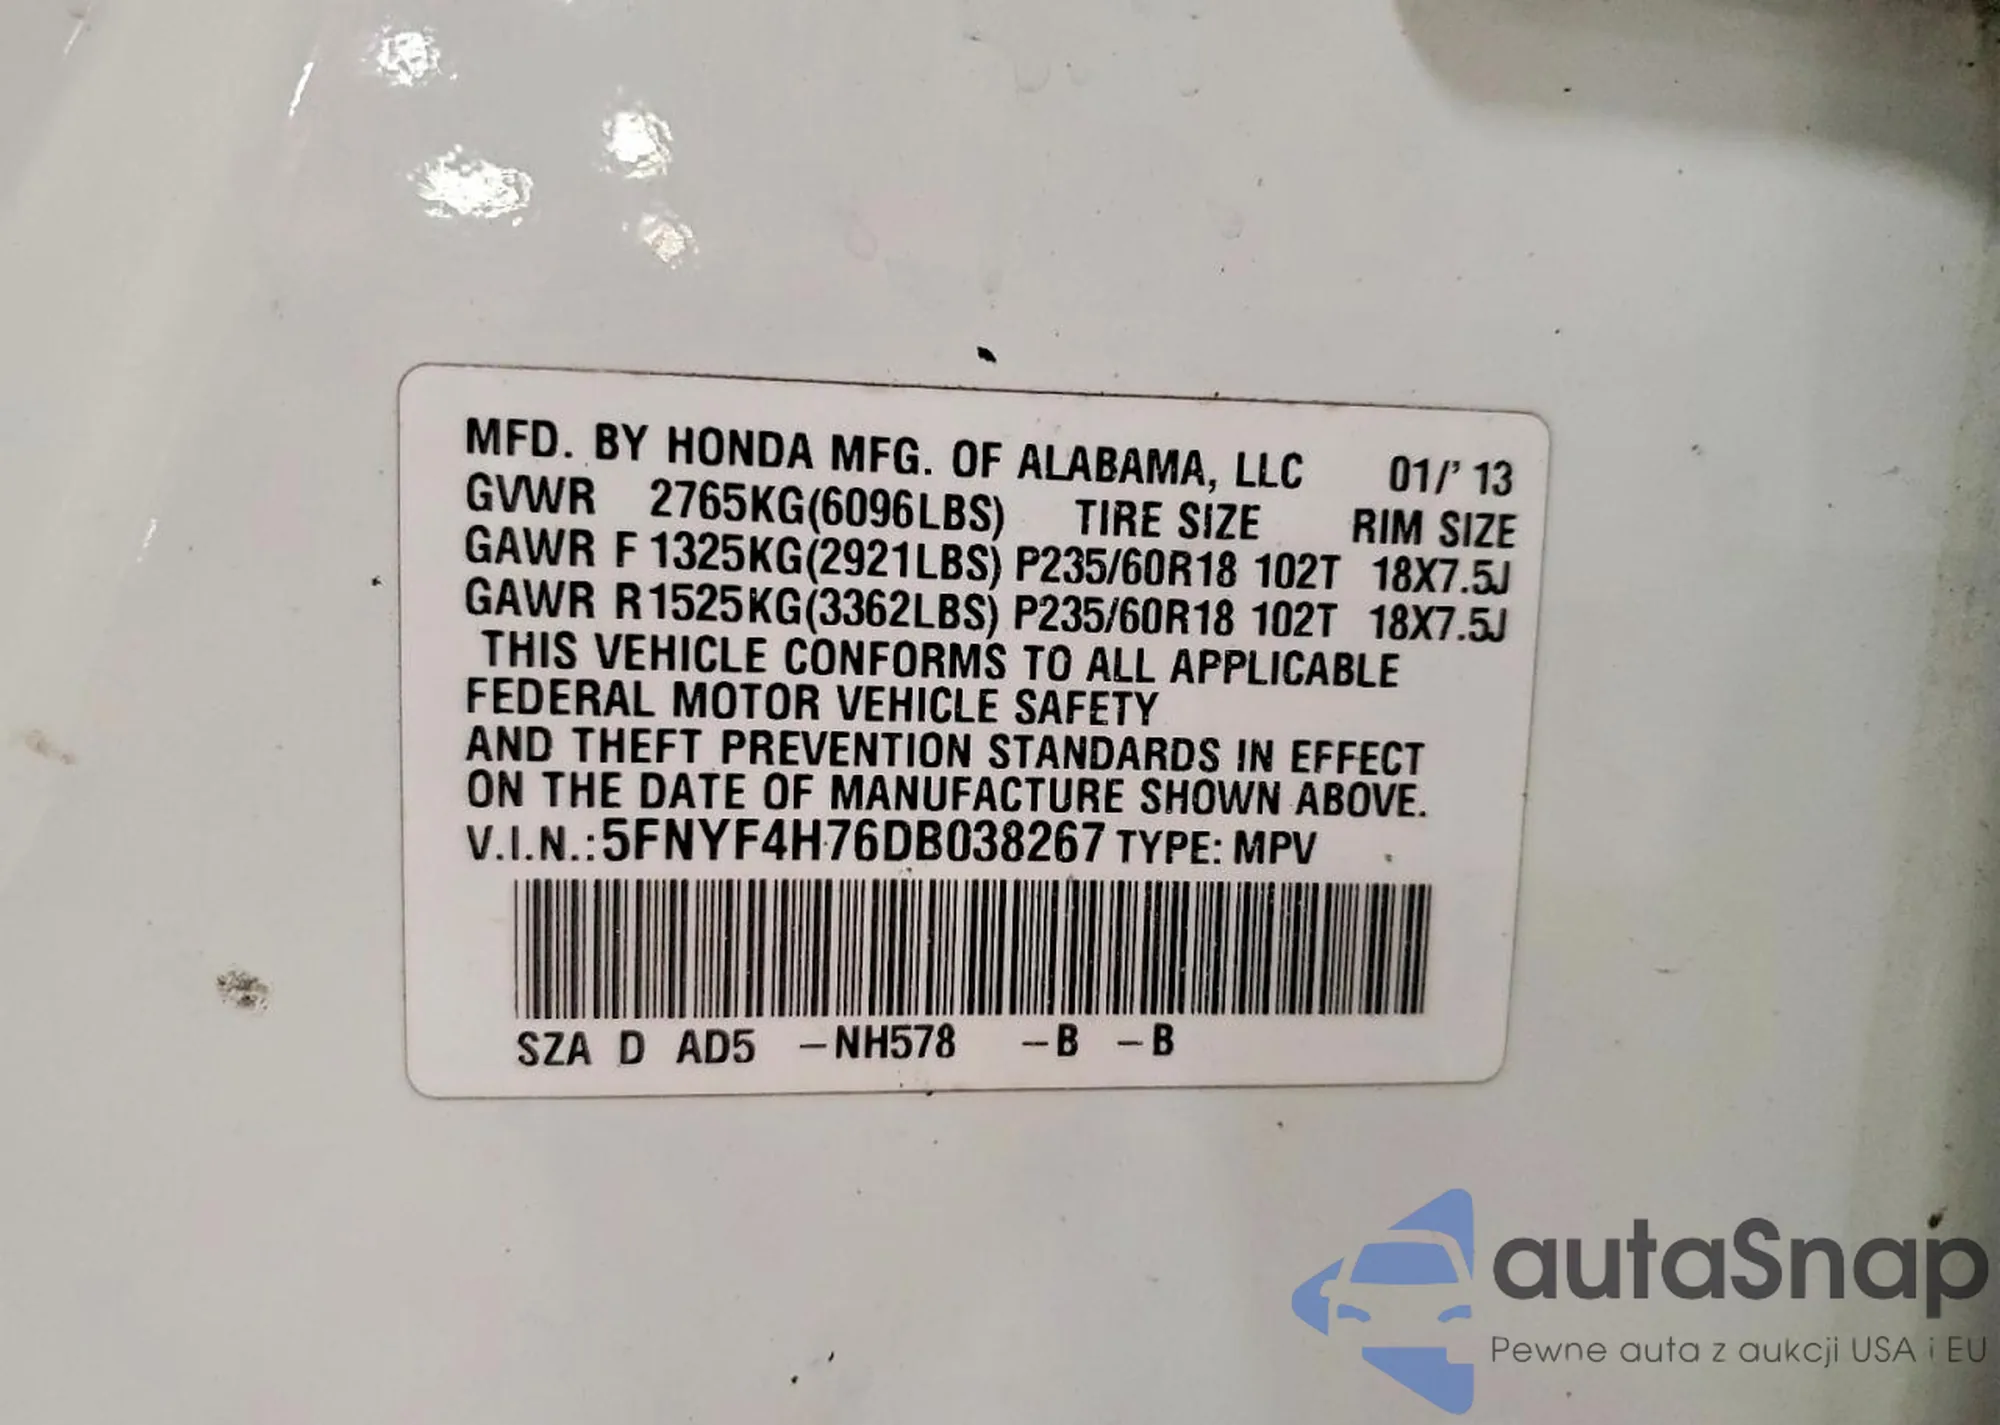 MFD. BY HONDA MFG. OF ALABAMA, LLC 01/' 13
GVWR 2765KG(6096LBS) TIRE SIZE RIM SIZE
GAWR F 1325KG(2921LBS) P235/60R18 102T 18X7.5J
GAWR R 1525KG(3362LBS) P235/60R18 102T 18X7.5J
THIS VEHICLE CONFORMS TO ALL APPLICABLE
FEDERAL MOTOR VEHICLE SAFETY
AND THEFT PREVENTION STANDARDS IN EFFECT
ON THE DATE OF MANUFACTURE SHOWN ABOVE.
V.I.N.: 5FNYF4H76DB038267 TYPE: MPV
SZA D AD5 –NH578 –B –B
autaSnap
Pewne auta z aukcji USA i EU